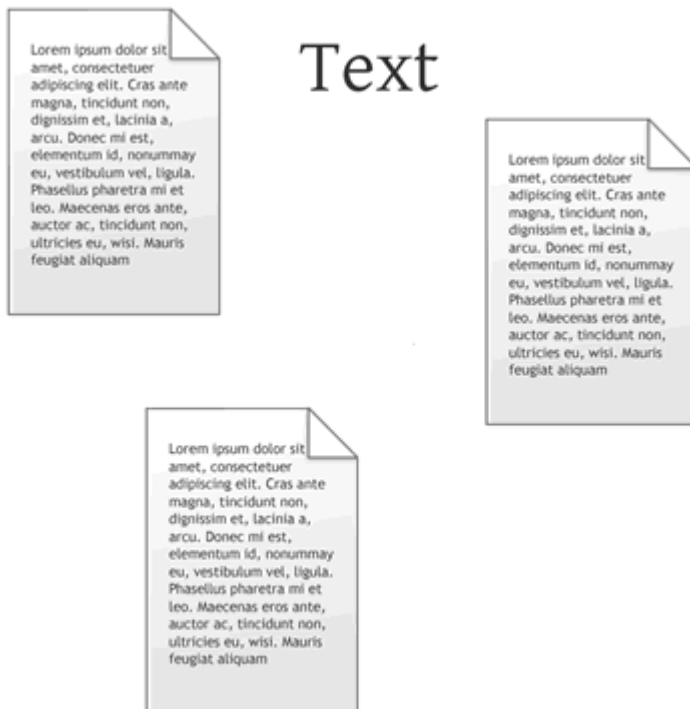 Text
Lorem ipsum dolor sit
amet, consectetuer
adipiscing elit. Cras ante
magna, tincidunt non,
dignissim et, lacinia a,
arcu. Donec mi est,
elementum id, nonummay
eu, vestibulum vel, ligula.
Phasellus pharetra mi et
leo. Maecenas eros ante,
auctor ac, tincidunt non,
ultricies eu, wisi. Mauris
feugiat aliquam
Lorem ipsum dolor sit
amet, consectetuer
adipiscing elit. Cras ante
magna, tincidunt non,
dignissim et, lacinia a,
arcu. Donec mi est,
elementum id, nonummay
eu, vestibulum vel, ligula.
Phasellus pharetra mi et
leo. Maecenas eros ante,
auctor ac, tincidunt non,
ultricies eu, wisi. Mauris
feugiat aliquam
Lorem ipsum dolor sit
amet, consectetuer
adipiscing elit. Cras ante
magna, tincidunt non,
dignissim et, lacinia a,
arcu. Donec mi est,
elementum id, nonummay
eu, vestibulum vel, ligula.
Phasellus pharetra mi et
leo. Maecenas eros ante,
auctor ac, tincidunt non,
ultricies eu, wisi. Mauris
feugiat aliquam